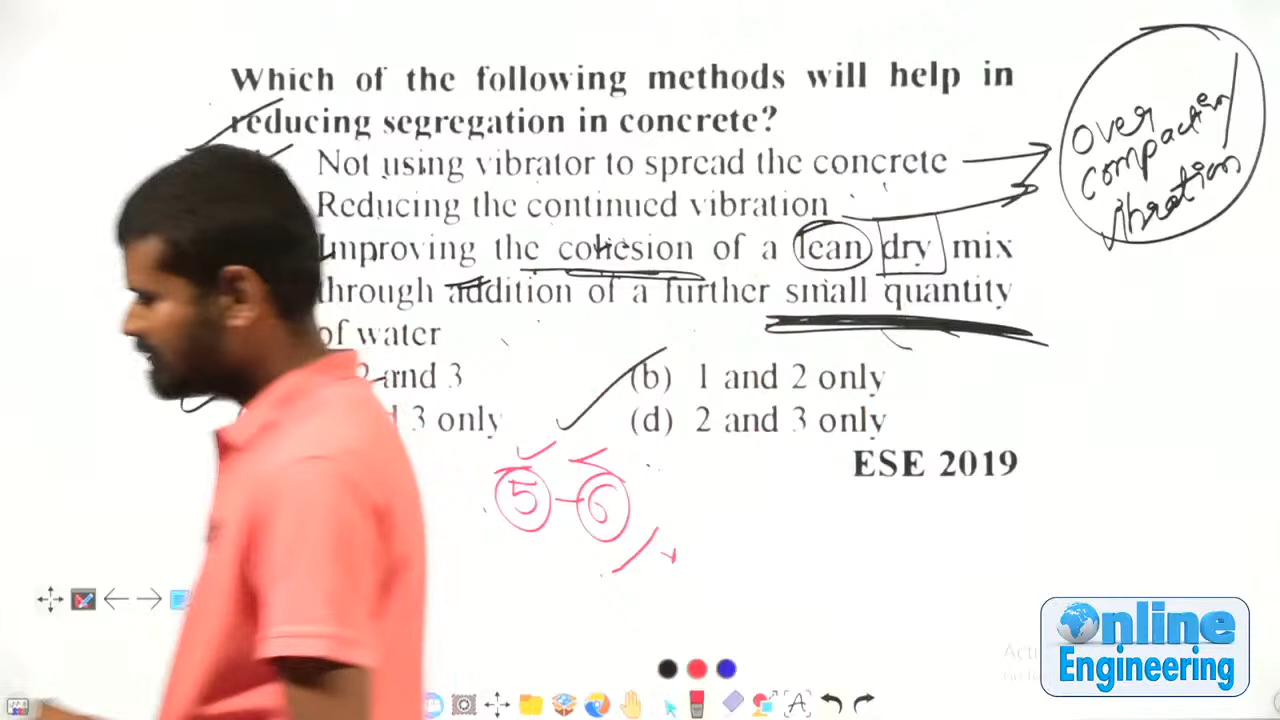 Which of the following methods will help in
reducing segregation in concrete?
Not using vibrator to spread the concrete
Reducing the continued vibration
Improving the cohesion of a lean dry mix
through addition of a further small quantity
of water
2 and 3
(b) 1 and 2 only
3 only
(d) 2 and 3 only
ESE 2019
Over
compaction/
vibration
5-6
Online
Engineering